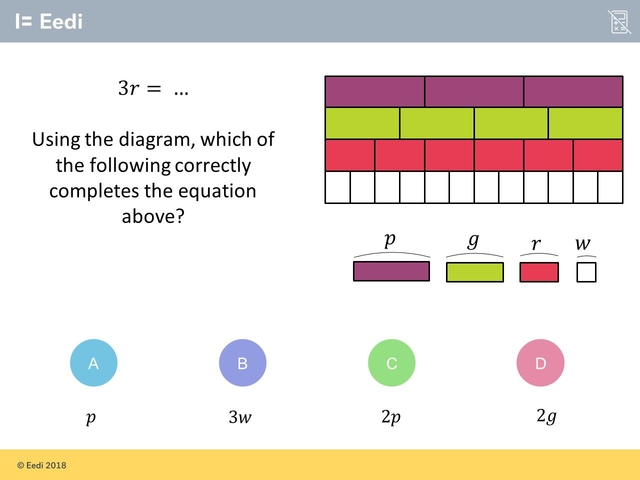 Eedi
3r = ...
Using the diagram, which of
the following correctly
completes the equation
above?
p g r w
A B C D
p 3w 2p 2g
© Eedi 2018